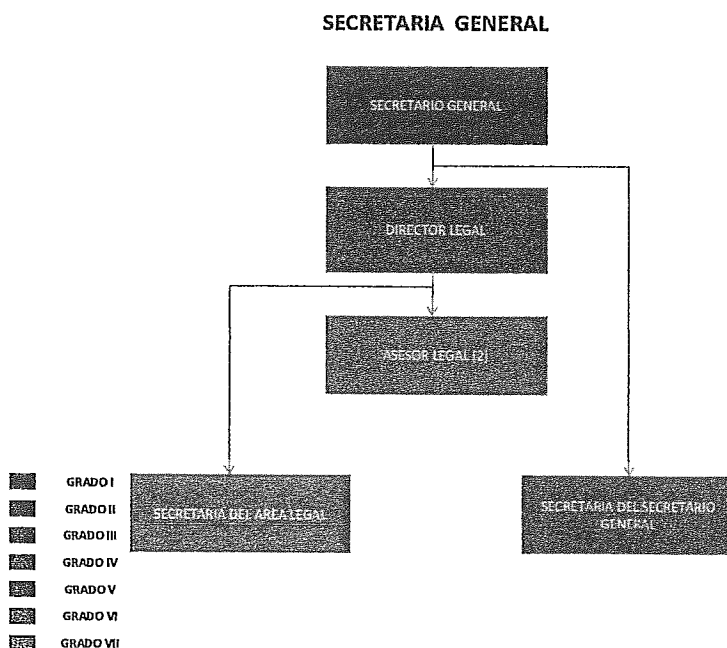 SECRETARIA GENERAL
SECRETARIO GENERAL
DIRECTOR LEGAL
ASESOR LEGAL [2]
SECRETARIA DEL AREA LEGAL
SECRETARIA DEL SECRETARIO
GENERAL
GRADO I
GRADO II
GRADO III
GRADO IV
GRADO V
GRADO VI
GRADO VII